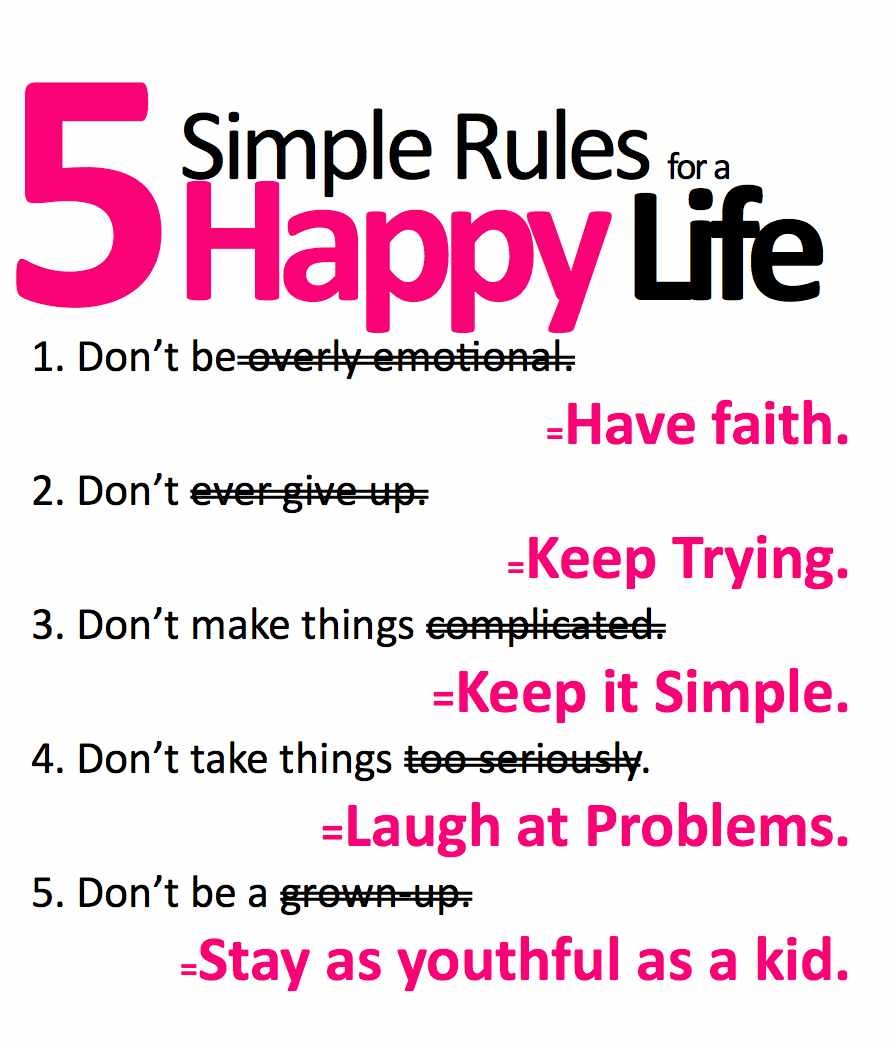 5 Simple Rules for a
Happy Life
1. Don’t be overly emotional.
=Have faith.
2. Don’t ever give up.
=Keep Trying.
3. Don’t make things complicated.
=Keep it Simple.
4. Don’t take things too seriously.
=Laugh at Problems.
5. Don’t be a grown-up.
=Stay as youthful as a kid.